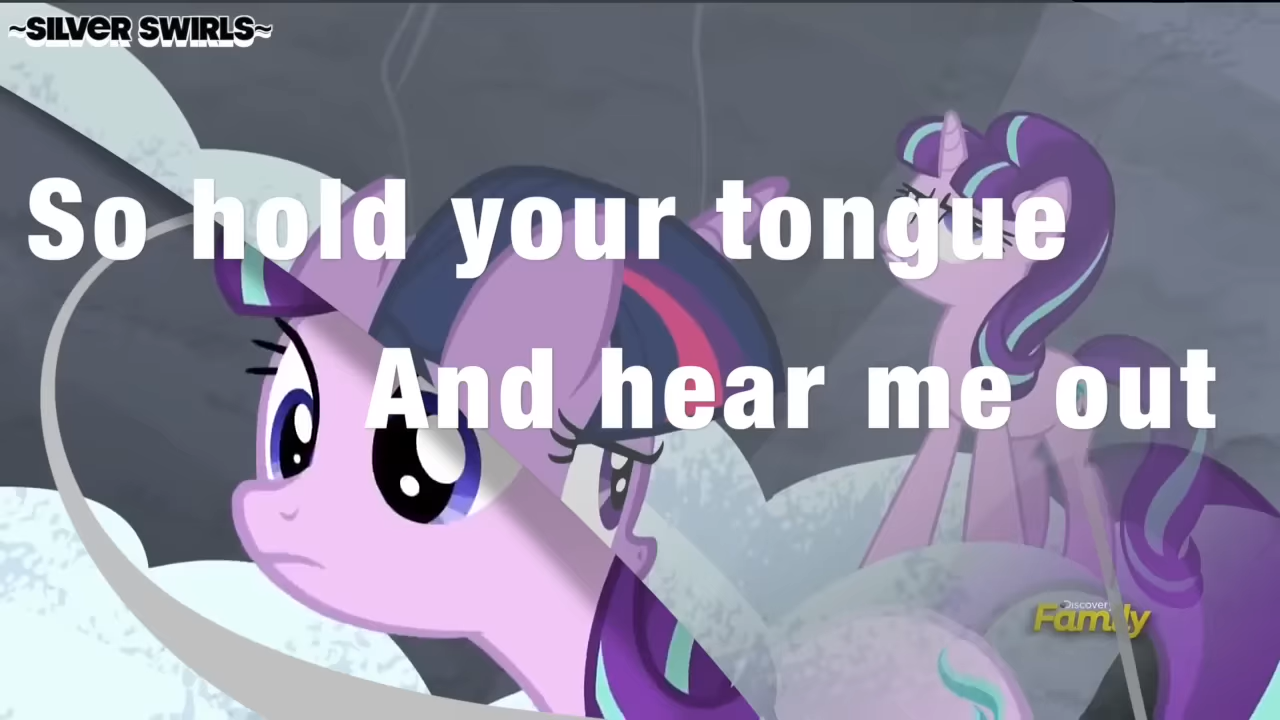 ~SILVER SWIRLS~
So hold your tongue
And hear me out
Discovery
Family